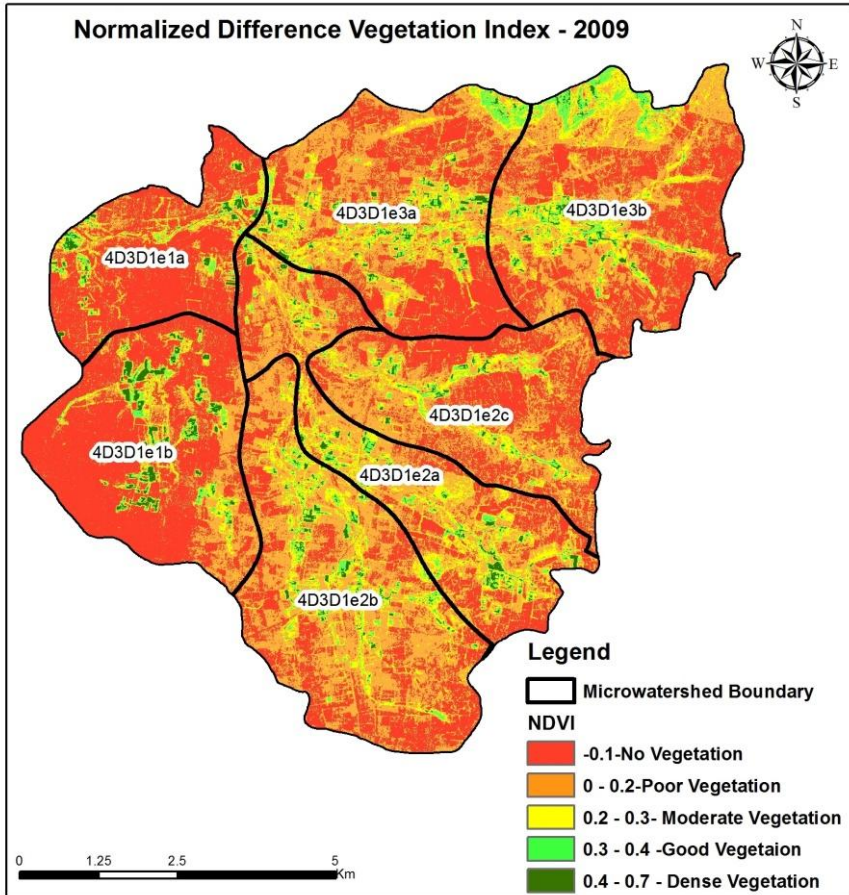 Normalized Difference Vegetation Index - 2009
N
W E
S
4D3D1e3a
4D3D1e3b
4D3D1e1a
4D3D1e2c
4D3D1e1b
4D3D1e2a
4D3D1e2b
Legend
Microwatershed Boundary
NDVI
-0.1-No Vegetation
0 - 0.2-Poor Vegetation
0.2 - 0.3- Moderate Vegetation
0.3 - 0.4 -Good Vegetaion
0.4 - 0.7 - Dense Vegetation
0 1.25 2.5 5
Km